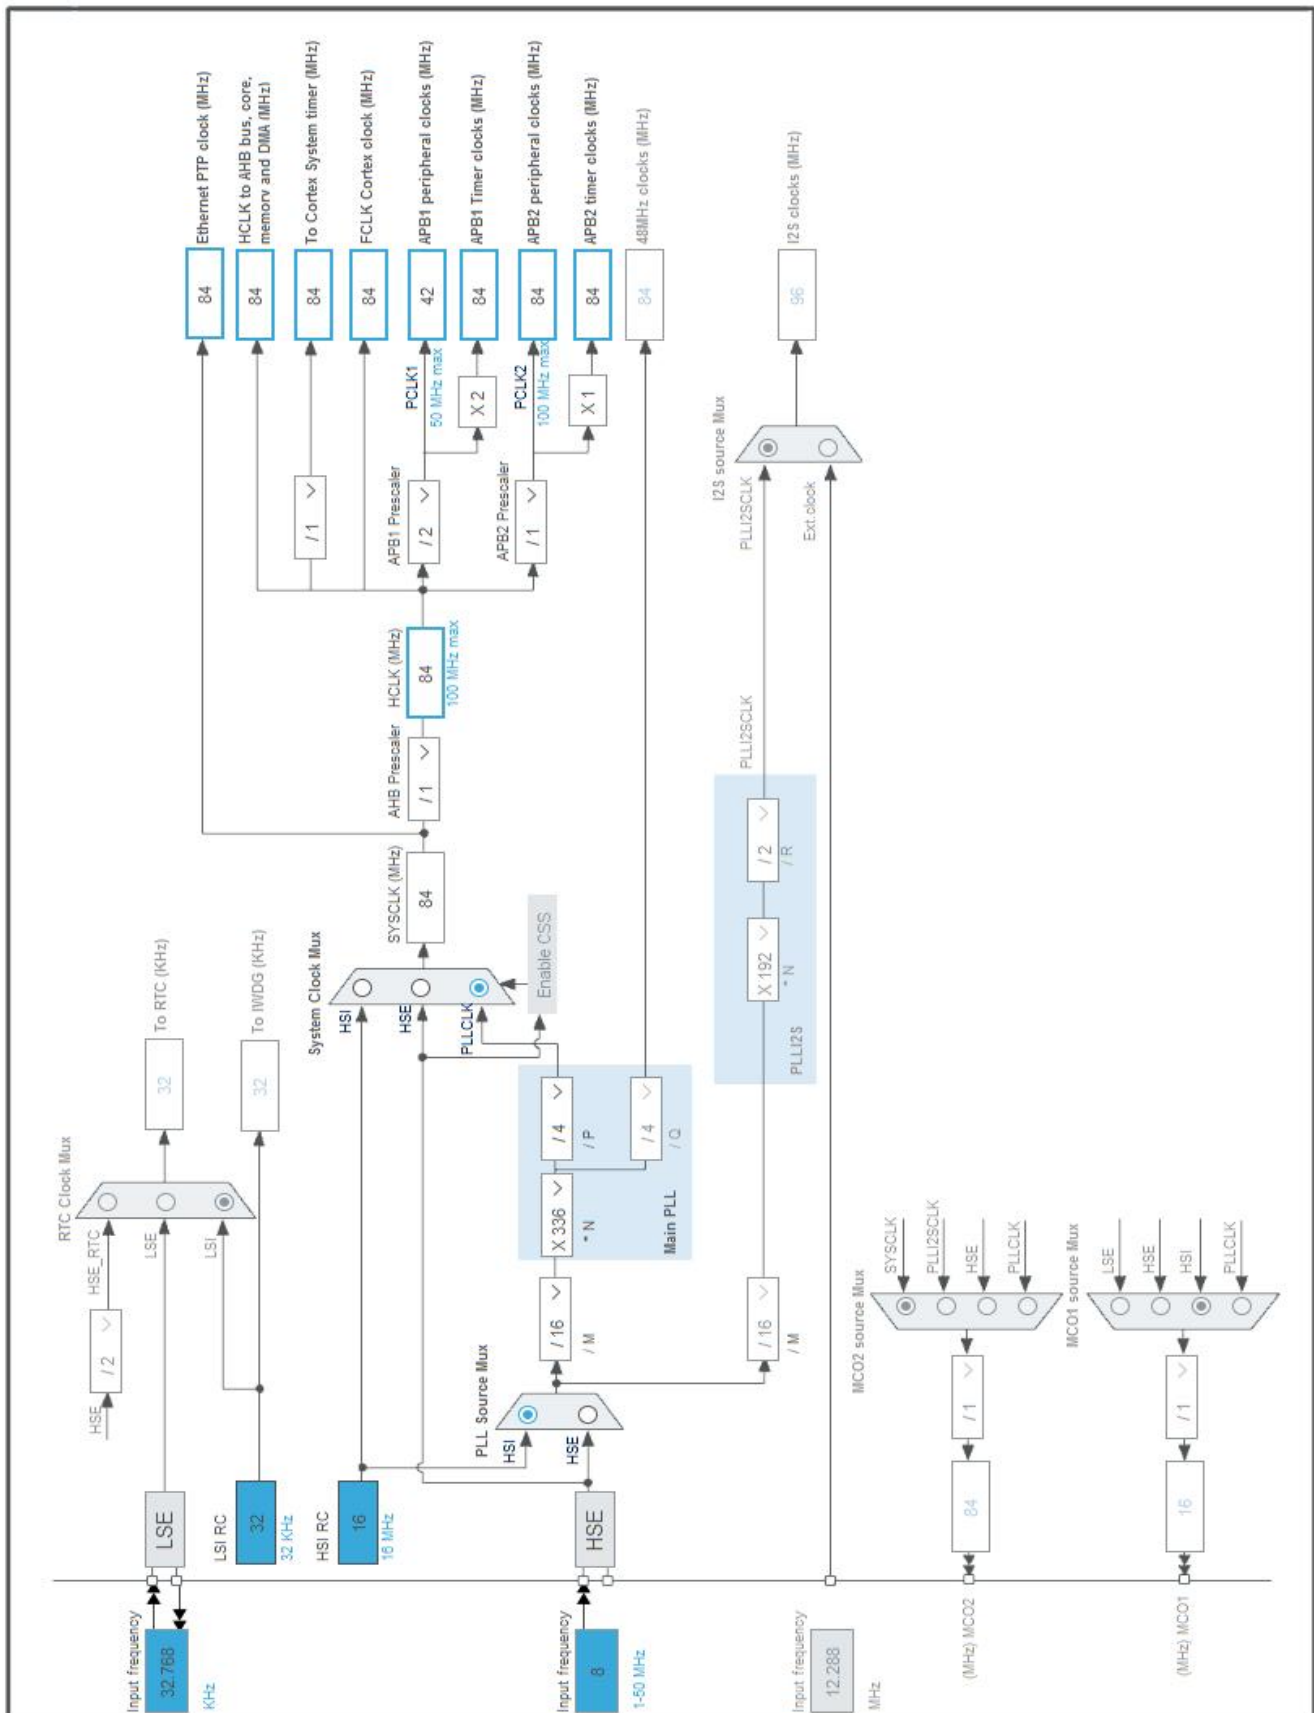 RTC Clock Mux
HSE
/ 2
HSE_RTC
LSE
LSI
32
To RTC (KHz)
Input frequency
32.768
KHz
LSE
LSI RC
32
32 KHz
32
To IWDG (KHz)
HSI RC
16
16 MHz
System Clock Mux
HSI
HSE
PLLCLK
Enable CSS
SYSCLK (MHz)
84
AHB Prescaler
/ 1
HCLK (MHz)
84
100 MHz max
84
Ethernet PTP clock (MHz)
84
HCLK to AHB bus, core,
memory and DMA (MHz)
/ 1
84
To Cortex System timer (MHz)
84
FCLK Cortex clock (MHz)
APB1 Prescaler
/ 2
PCLK1
50 MHz max
42
APB1 peripheral clocks (MHz)
X 2
84
APB1 Timer clocks (MHz)
APB2 Prescaler
/ 1
PCLK2
100 MHz max
84
APB2 peripheral clocks (MHz)
X 1
84
APB2 timer clocks (MHz)
84
48MHz clocks (MHz)
PLL Source Mux
HSI
HSE
Input frequency
8
1-50 MHz
HSE
/ 16
/ M
X 336
* N
/ 4
/ P
/ 4
/ Q
Main PLL
/ 16
/ M
PLLI2S
X 192
* N
/ 2
/ R
PLLI2SCLK
I2S source Mux
PLLI2SCLK
Ext.clock
96
I2S clocks (MHz)
Input frequency
12.288
MHz
MCO2 source Mux
SYSCLK
PLLI2SCLK
HSE
PLLCLK
/ 1
84
(MHz) MCO2
MCO1 source Mux
LSE
HSE
HSI
PLLCLK
/ 1
16
(MHz) MCO1